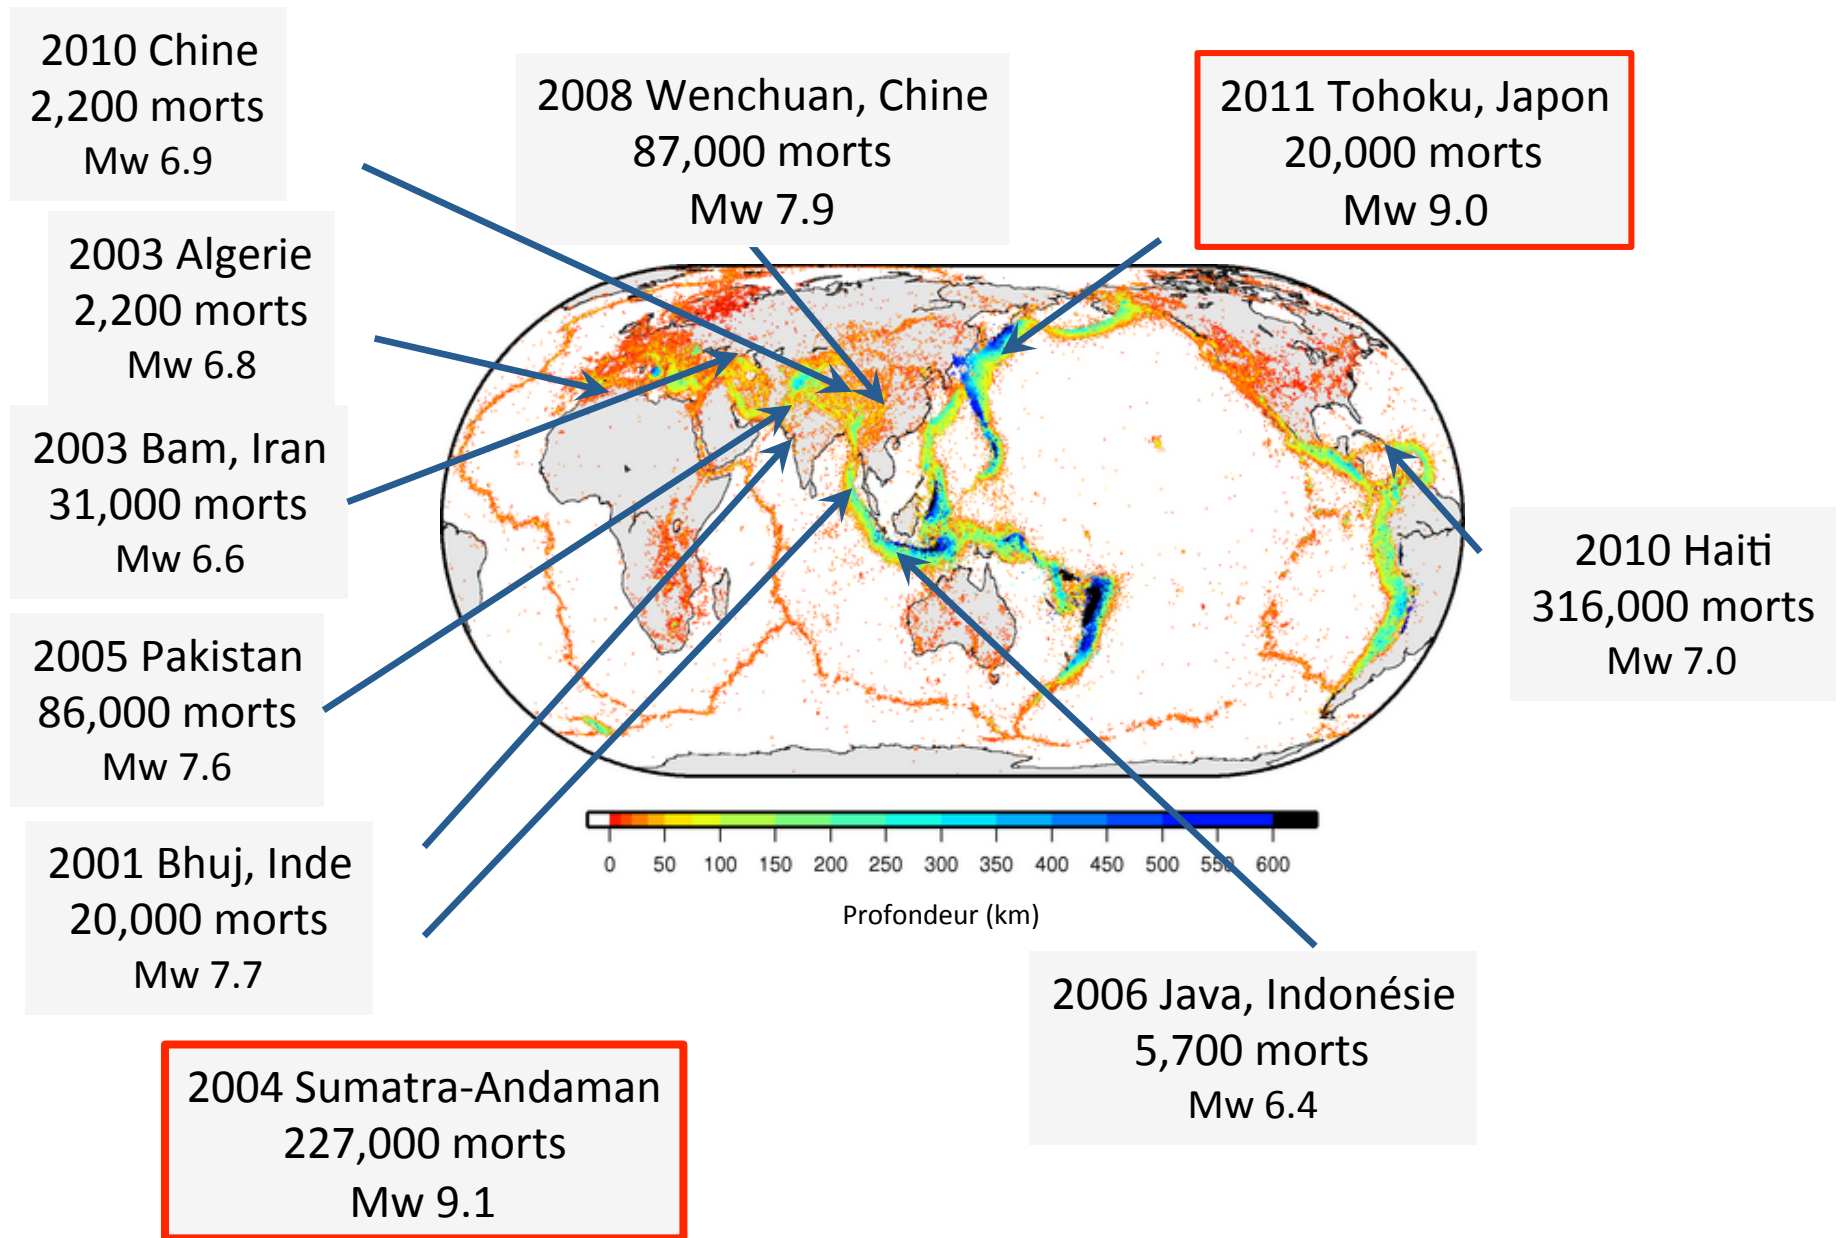 2010 Chine
2,200 morts
Mw 6.9
2008 Wenchuan, Chine
87,000 morts
Mw 7.9
2011 Tohoku, Japon
20,000 morts
Mw 9.0
2003 Algerie
2,200 morts
Mw 6.8
2003 Bam, Iran
31,000 morts
Mw 6.6
2005 Pakistan
86,000 morts
Mw 7.6
2010 Haiti
316,000 morts
Mw 7.0
2001 Bhuj, Inde
20,000 morts
Mw 7.7
0 50 100 150 200 250 300 350 400 450 500 550 600
Profondeur (km)
2006 Java, Indonésie
5,700 morts
Mw 6.4
2004 Sumatra-Andaman
227,000 morts
Mw 9.1